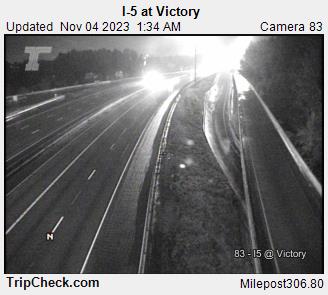 I-5 at Victory
Updated Nov 04 2023 1:34 AM Camera 83
T
N
83 - I5 @ Victory
TripCheck.com Milepost306.80